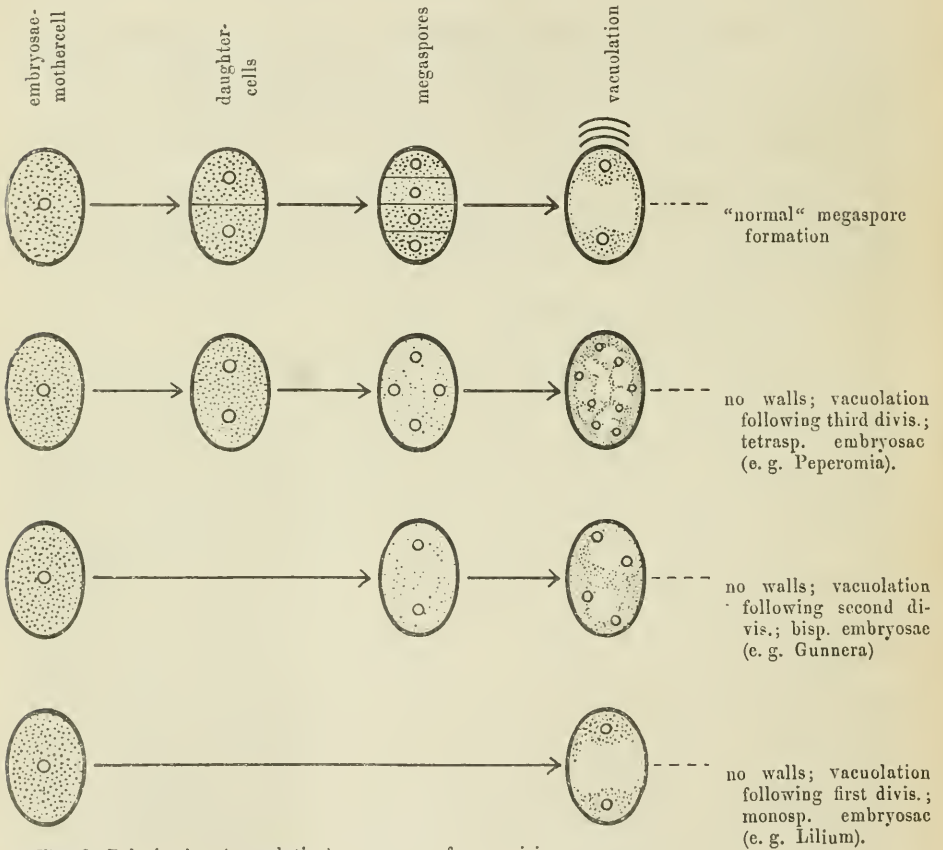 embryosac-
mothercell
daughter-
cells
megaspores
vacuolation
“normal“ megaspore
formation
no walls; vacuolation
following third divis.;
tetrasp. embryosac
(e. g. Peperomia).
no walls; vacuolation
following second di-
vis.; bisp. embryosac
(e. g. Gunnera)
no walls; vacuolation
following first divis.;
monosp. embryosac
(e. g. Lilium).